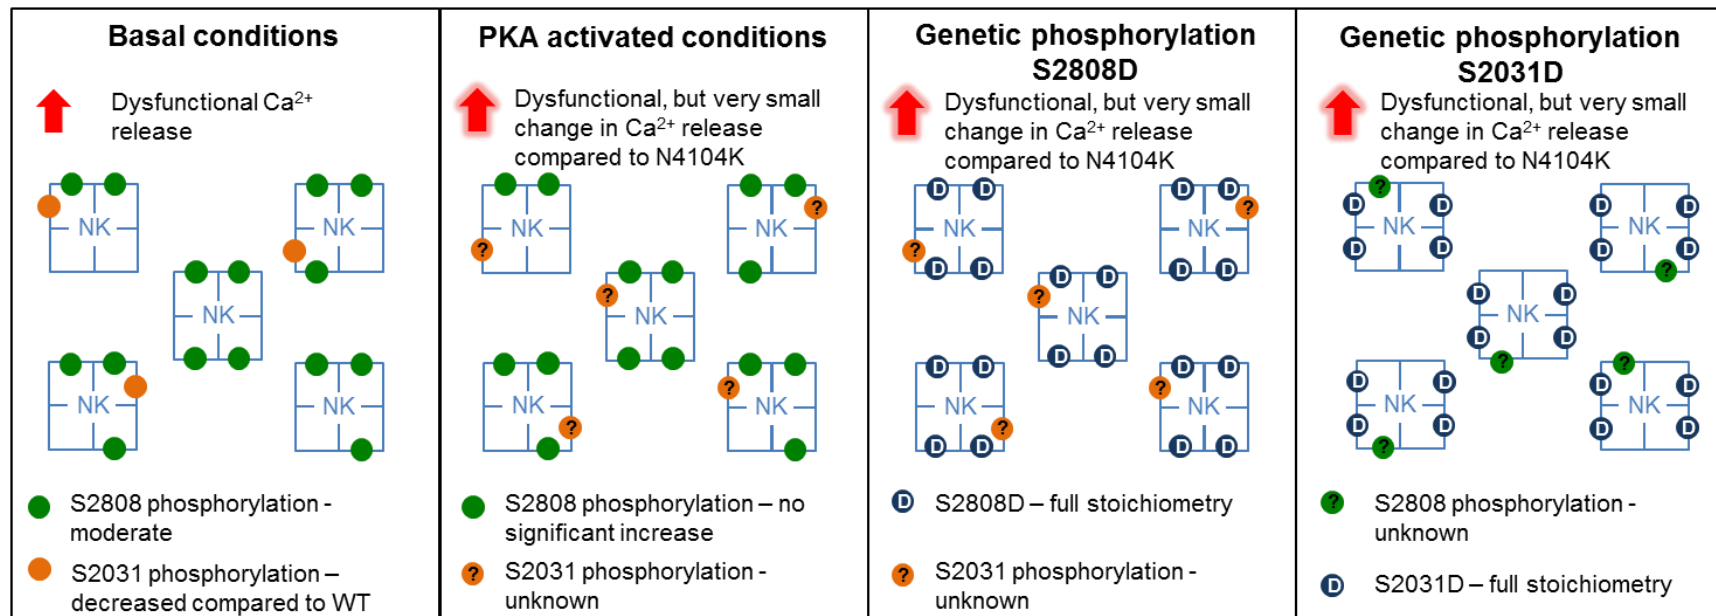 Basal conditions
Dysfunctional Ca²⁺
release
NK
NK
NK
NK
NK
S2808 phosphorylation -
moderate
S2031 phosphorylation –
decreased compared to WT
PKA activated conditions
Dysfunctional, but very small
change in Ca²⁺ release
compared to N4104K
NK
?
NK
?
?
NK
NK
?
?
NK
S2808 phosphorylation – no
significant increase
? S2031 phosphorylation -
unknown
Genetic phosphorylation
S2808D
Dysfunctional, but very small
change in Ca²⁺ release
compared to N4104K
D D
NK
?
D D
D D
?
NK
D D
D D
?
NK
D D
D D
NK
?
D D
D D
?
NK
D D
D S2808D – full stoichiometry
? S2031 phosphorylation -
unknown
Genetic phosphorylation
S2031D
Dysfunctional, but very small
change in Ca²⁺ release
compared to N4104K
?
D D
NK
D D
D D
NK
D D
?
D D
NK
D D
?
D D
NK
D D
?
?
D D
NK
D D
? S2808 phosphorylation -
unknown
D S2031D – full stoichiometry